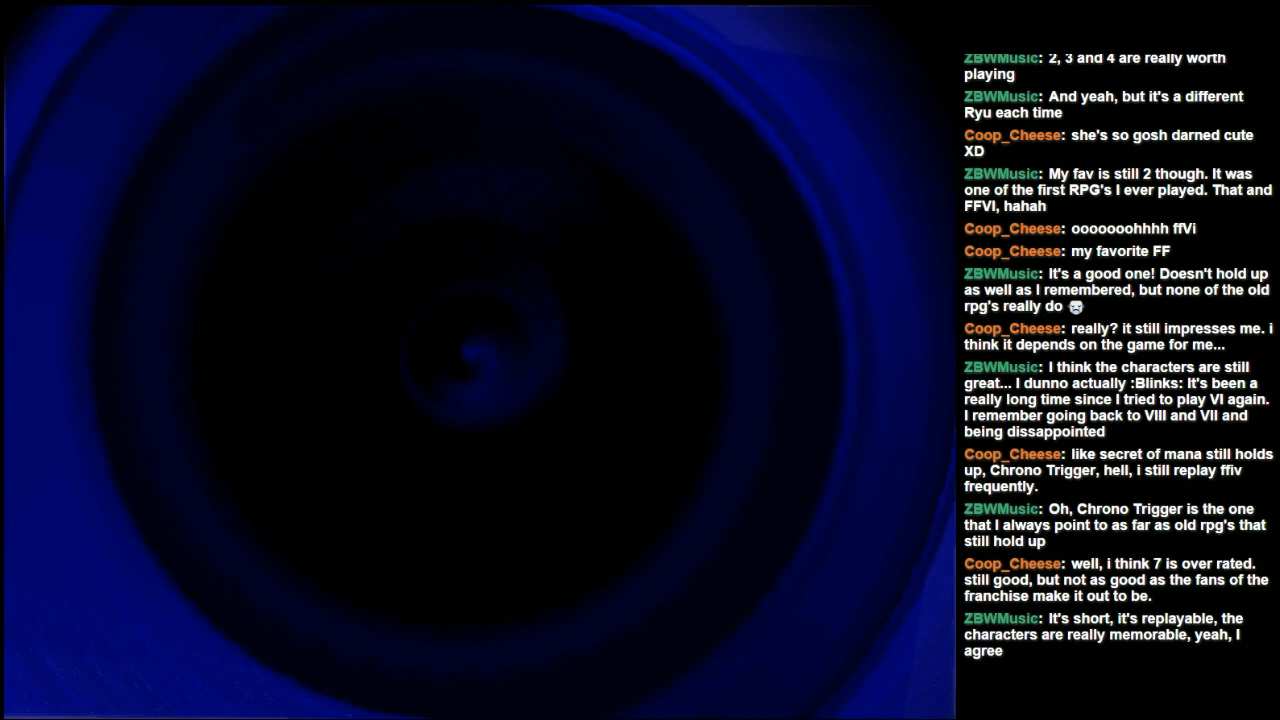 ZBWMusic: 2, 3 and 4 are really worth
playing
ZBWMusic: And yeah, but it's a different
Ryu each time
Coop_Cheese: she's so gosh darned cute
XD
ZBWMusic: My fav is still 2 though. It was
one of the first RPG's I ever played. That and
FFVI, hahah
Coop_Cheese: ooooooohhhh ffVi
Coop_Cheese: my favorite FF
ZBWMusic: It's a good one! Doesn't hold up
as well as I remembered, but none of the old
rpg's really do
Coop_Cheese: really? it still impresses me. i
think it depends on the game for me...
ZBWMusic: I think the characters are still
great... I dunno actually :Blinks: It's been a
really long time since I tried to play VI again.
I remember going back to VIII and VII and
being dissappointed
Coop_Cheese: like secret of mana still holds
up, Chrono Trigger, hell, i still replay ffiv
frequently.
ZBWMusic: Oh, Chrono Trigger is the one
that I always point to as far as old rpg's that
still hold up
Coop_Cheese: well, i think 7 is over rated.
still good, but not as good as the fans of the
franchise make it out to be.
ZBWMusic: It's short, it's replayable, the
characters are really memorable, yeah, I
agree